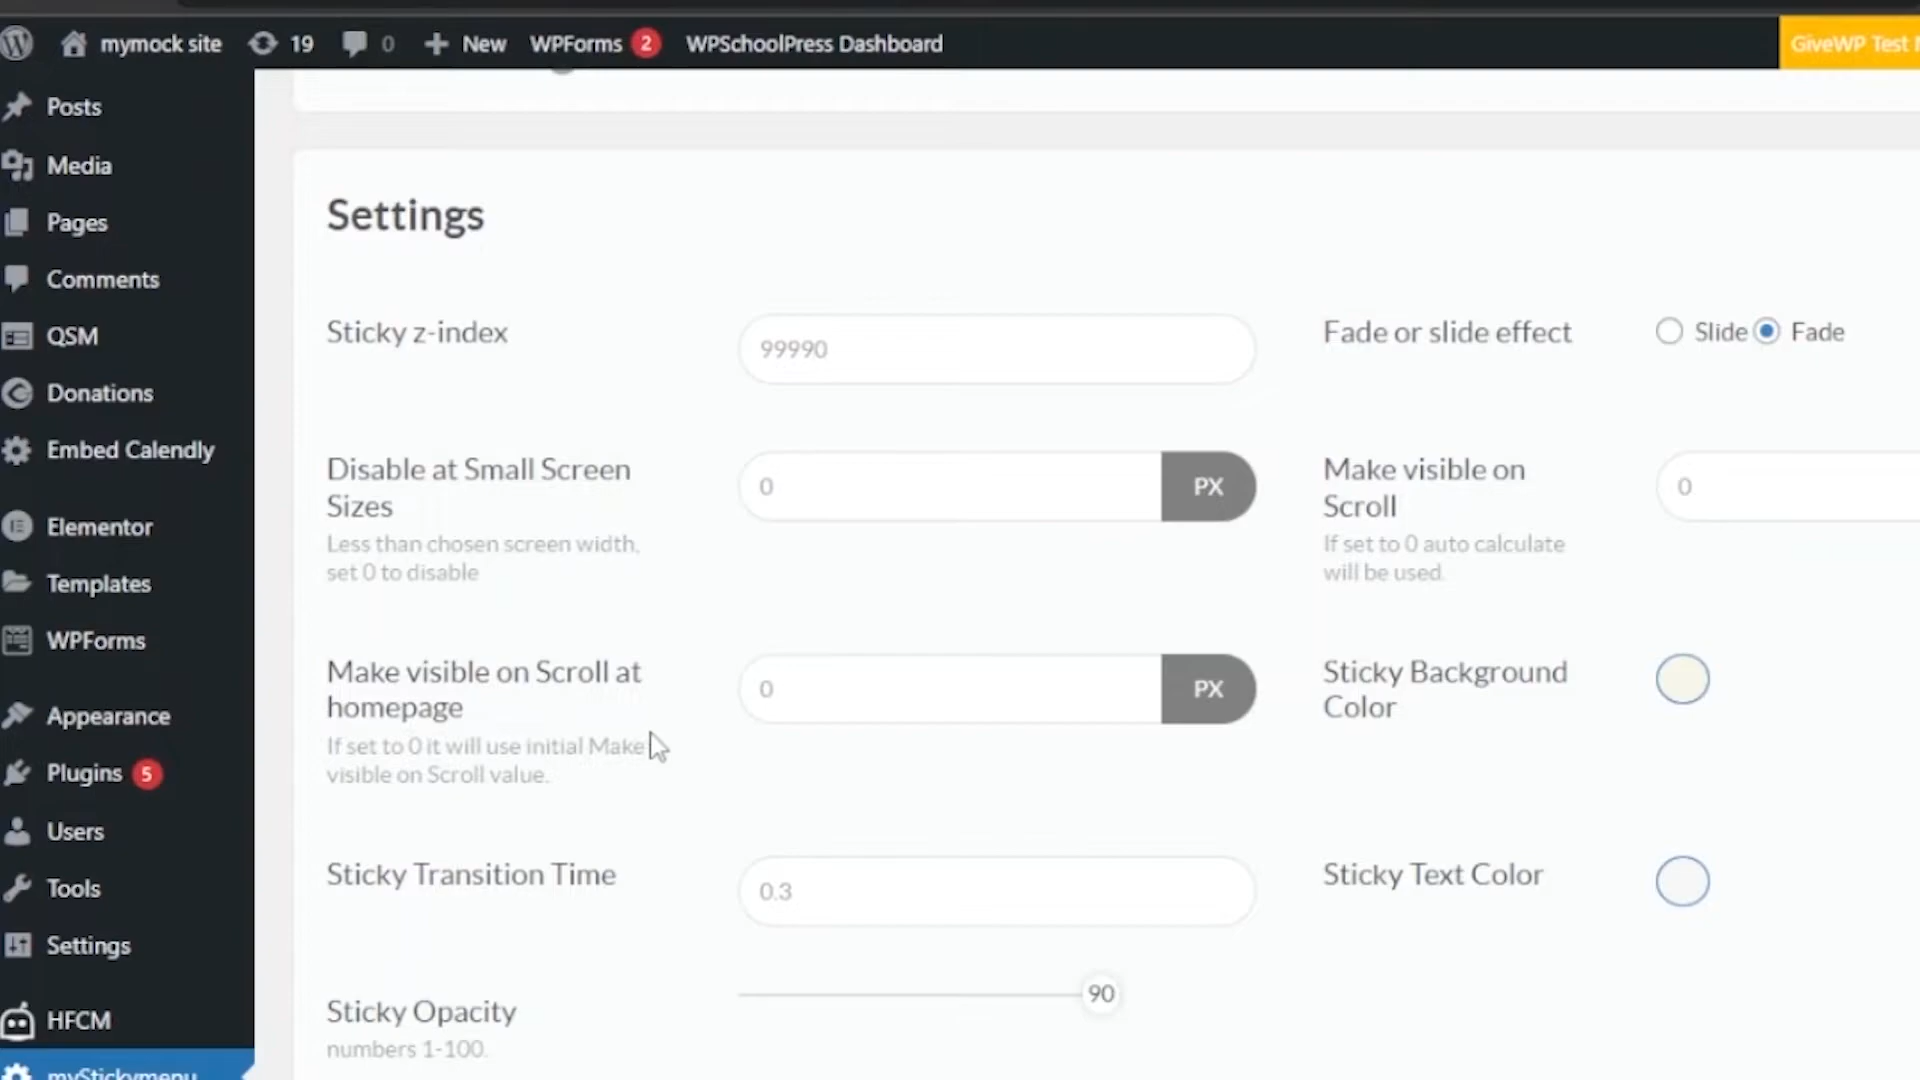 mymock site 19 0 New WPForms 2 WPSchoolPress Dashboard GiveWP Test
Posts
Media
Pages
Comments
QSM
Donations
Embed Calendly
Elementor
Templates
WPForms
Appearance
Plugins 5
Users
Tools
Settings
HFCM
myStickymenu
Settings
Sticky z-index
99990
Fade or slide effect
Slide Fade
Disable at Small Screen
Sizes
Less than chosen screen width,
set 0 to disable
0 PX
Make visible on
Scroll
If set to 0 auto calculate
will be used.
0
Make visible on Scroll at
homepage
If set to 0 it will use initial Make
visible on Scroll value.
0 PX
Sticky Background
Color
Sticky Transition Time
0.3
Sticky Text Color
Sticky Opacity
numbers 1-100.
90